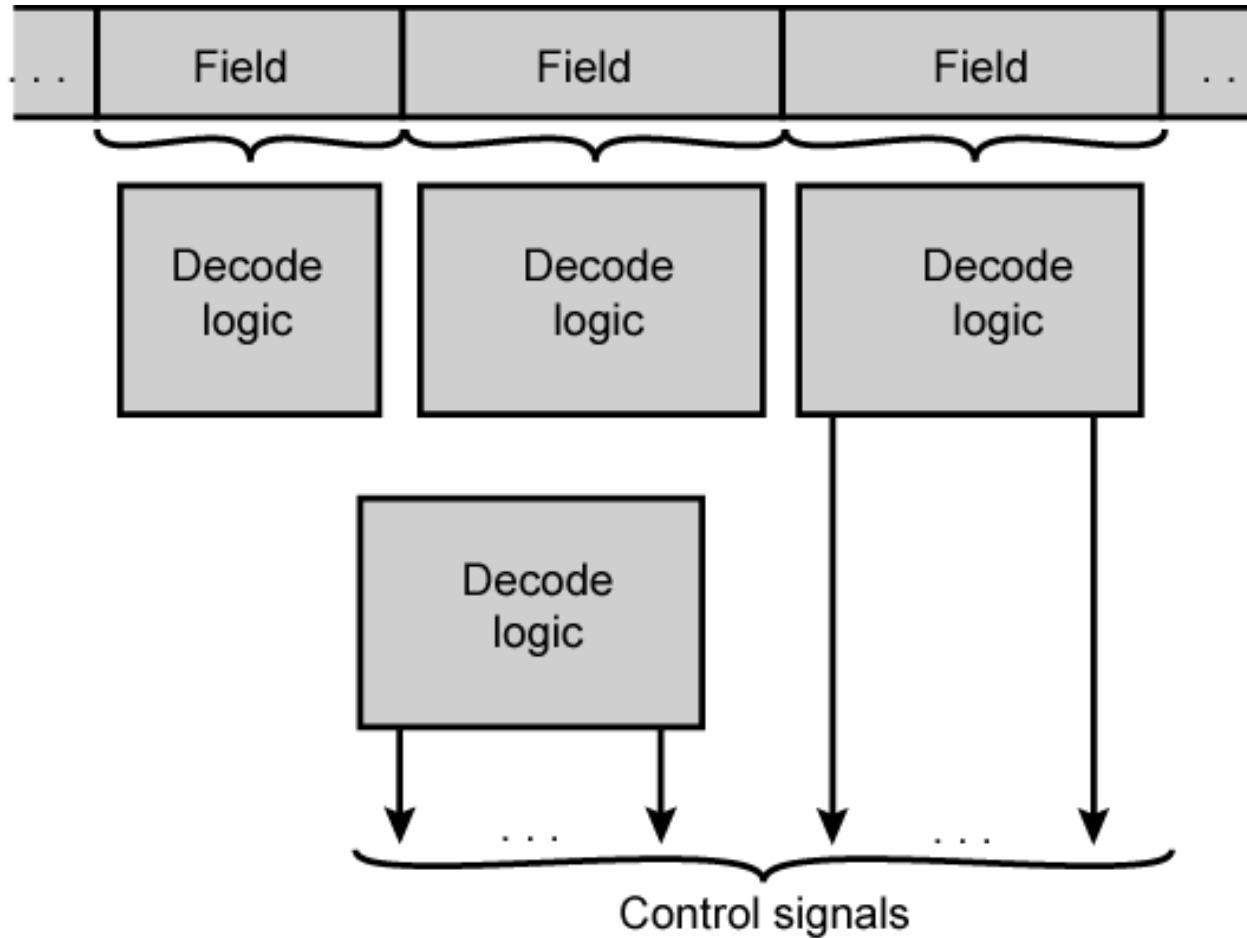 . . . Field Field Field . .
Decode Decode Decode
logic logic logic
Decode
logic
. . . . . .
Control signals